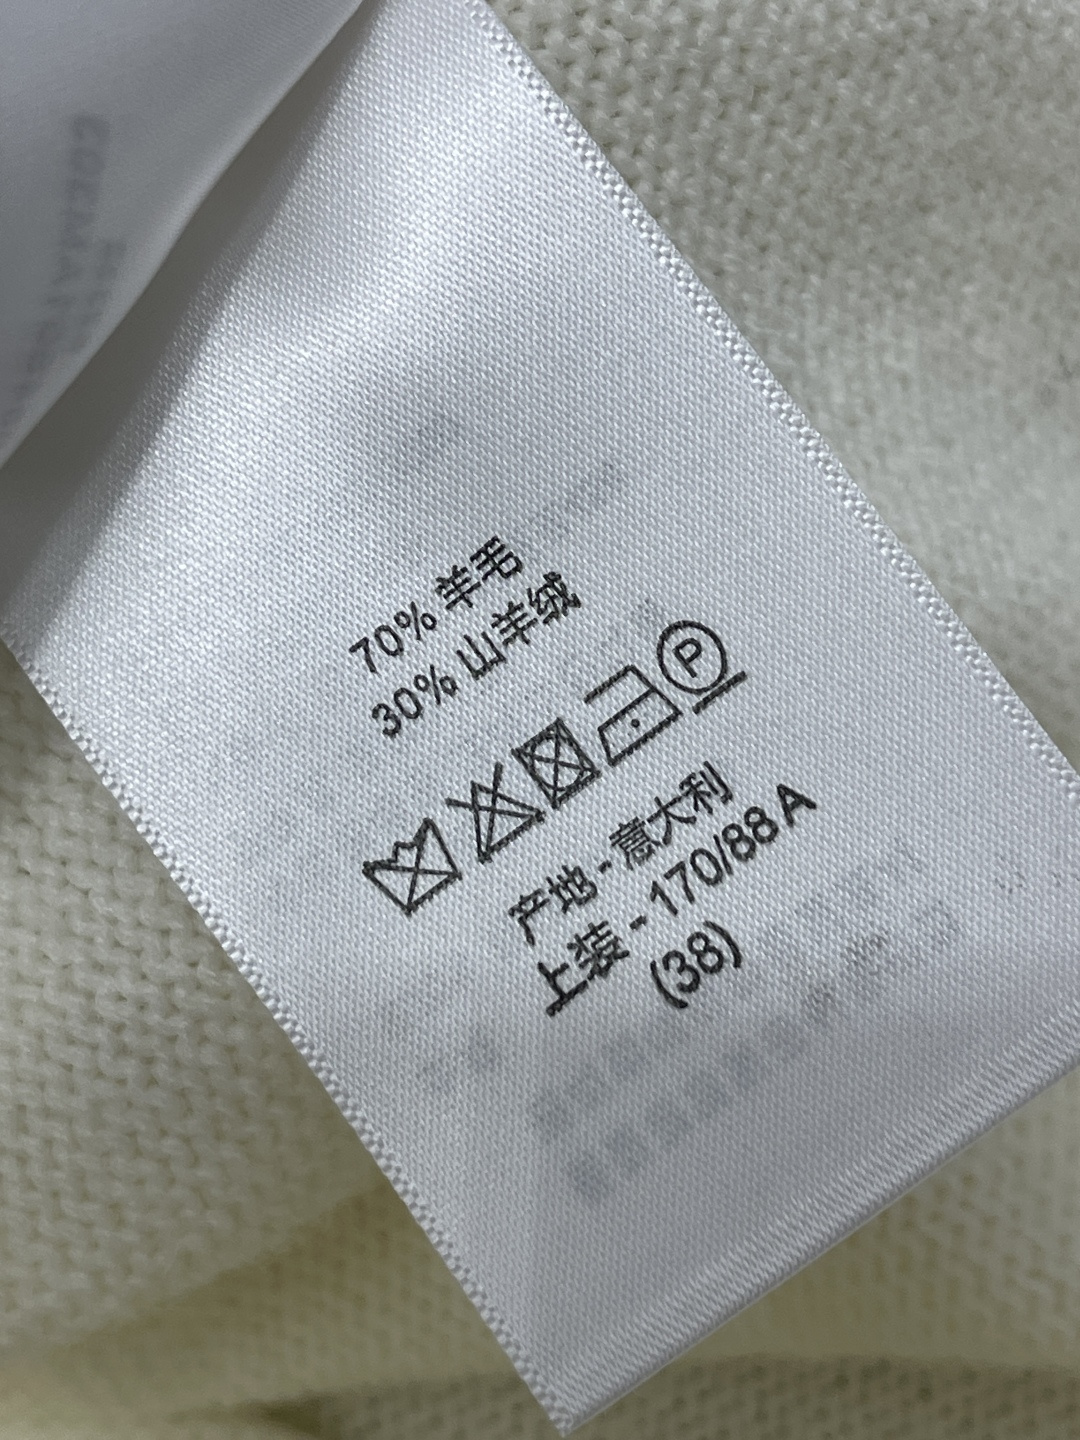 70% 羊毛
30% 山羊绒
P
产地 - 意大利
上装 - 170/88 A
(38)